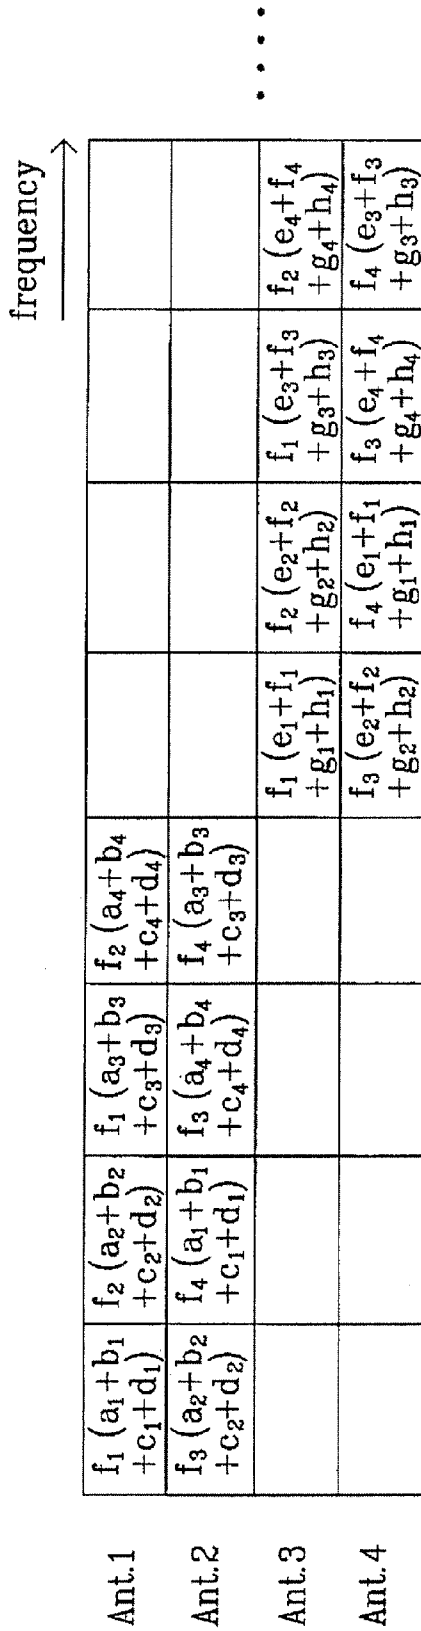 frequency
Ant.1
f₁ (a₁+b₁
+c₁+d₁)
f₂ (a₂+b₂
+c₂+d₂)
f₁ (a₃+b₃
+c₃+d₃)
f₂ (a₄+b₄
+c₄+d₄)
Ant.2
f₃ (a₂+b₂
+c₂+d₂)
f₄ (a₁+b₁
+c₁+d₁)
f₃ (a₄+b₄
+c₄+d₄)
f₄ (a₃+b₃
+c₃+d₃)
Ant.3
f₁ (e₁+f₁
+g₁+h₁)
f₂ (e₂+f₂
+g₂+h₂)
f₁ (e₃+f₃
+g₃+h₃)
f₂ (e₄+f₄
+g₄+h₄)
Ant.4
f₃ (e₂+f₂
+g₂+h₂)
f₄ (e₁+f₁
+g₁+h₁)
f₃ (e₄+f₄
+g₄+h₄)
f₄ (e₃+f₃
+g₃+h₃)